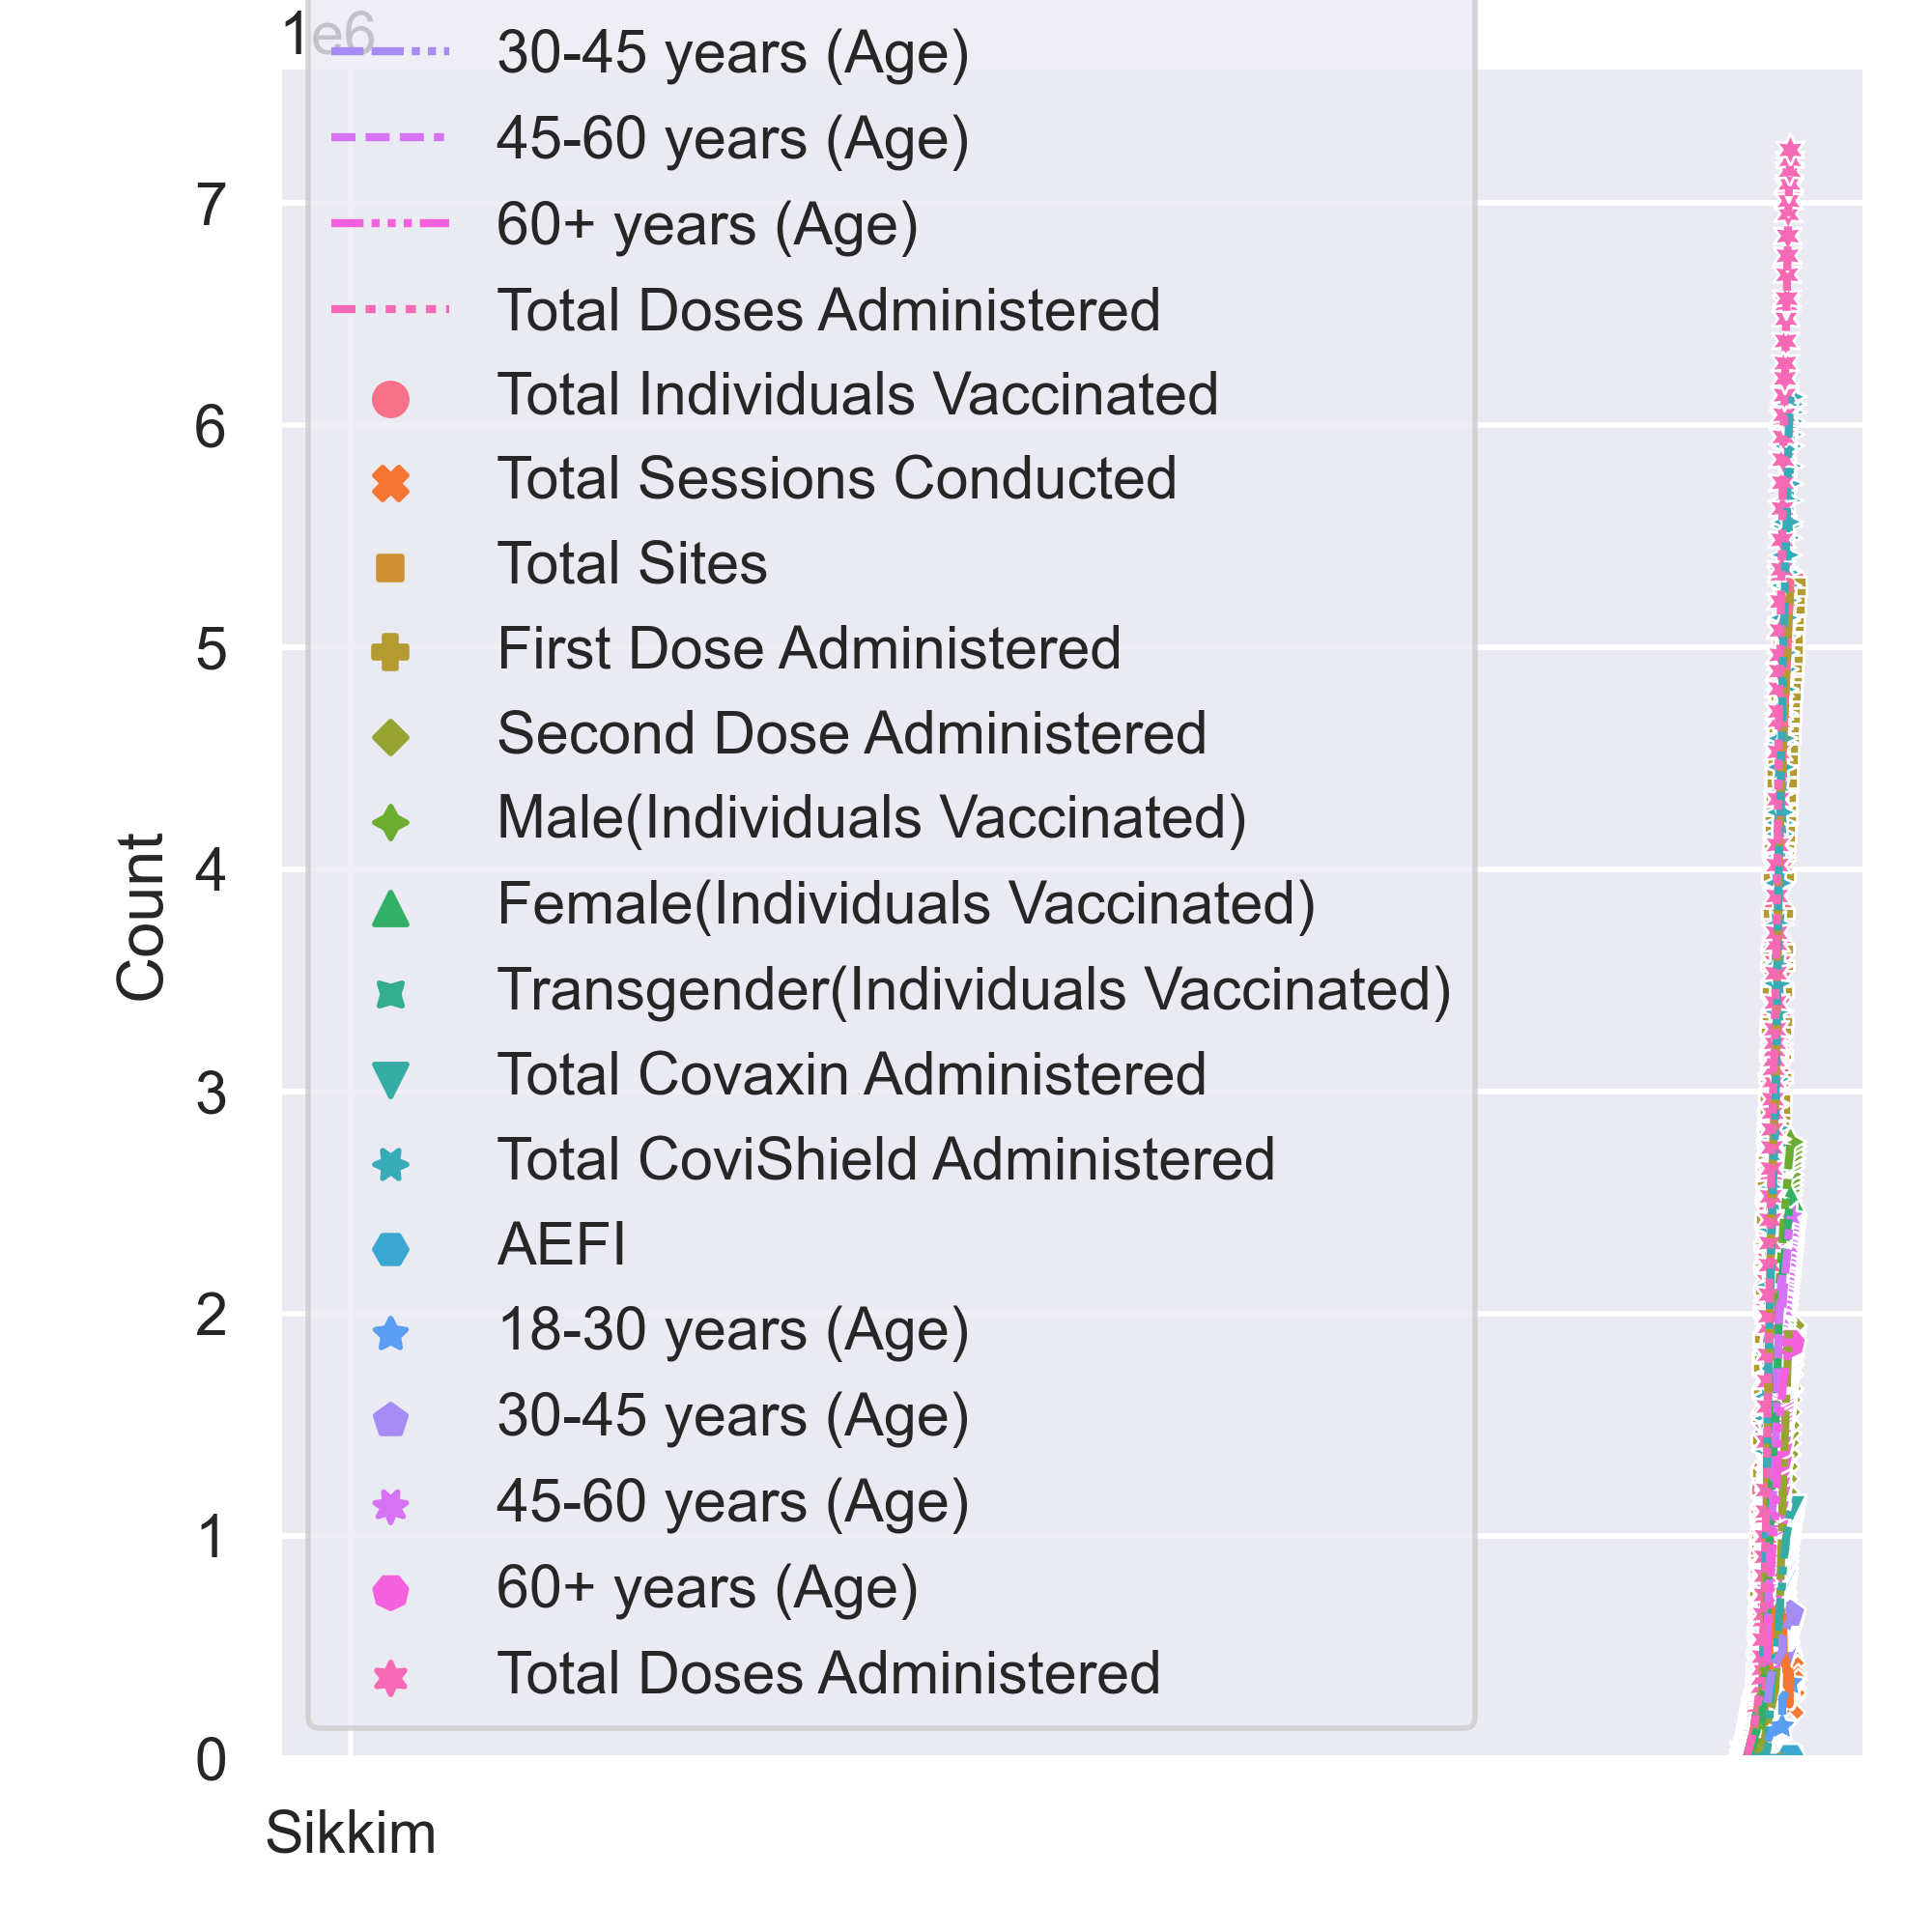 1e6
30-45 years (Age)
45-60 years (Age)
60+ years (Age)
Total Doses Administered
Total Individuals Vaccinated
Total Sessions Conducted
Total Sites
First Dose Administered
Second Dose Administered
Male(Individuals Vaccinated)
Female(Individuals Vaccinated)
Transgender(Individuals Vaccinated)
Total Covaxin Administered
Total CoviShield Administered
AEFI
18-30 years (Age)
30-45 years (Age)
45-60 years (Age)
60+ years (Age)
Total Doses Administered
7
6
5
4
3
2
1
0
Count
Sikkim